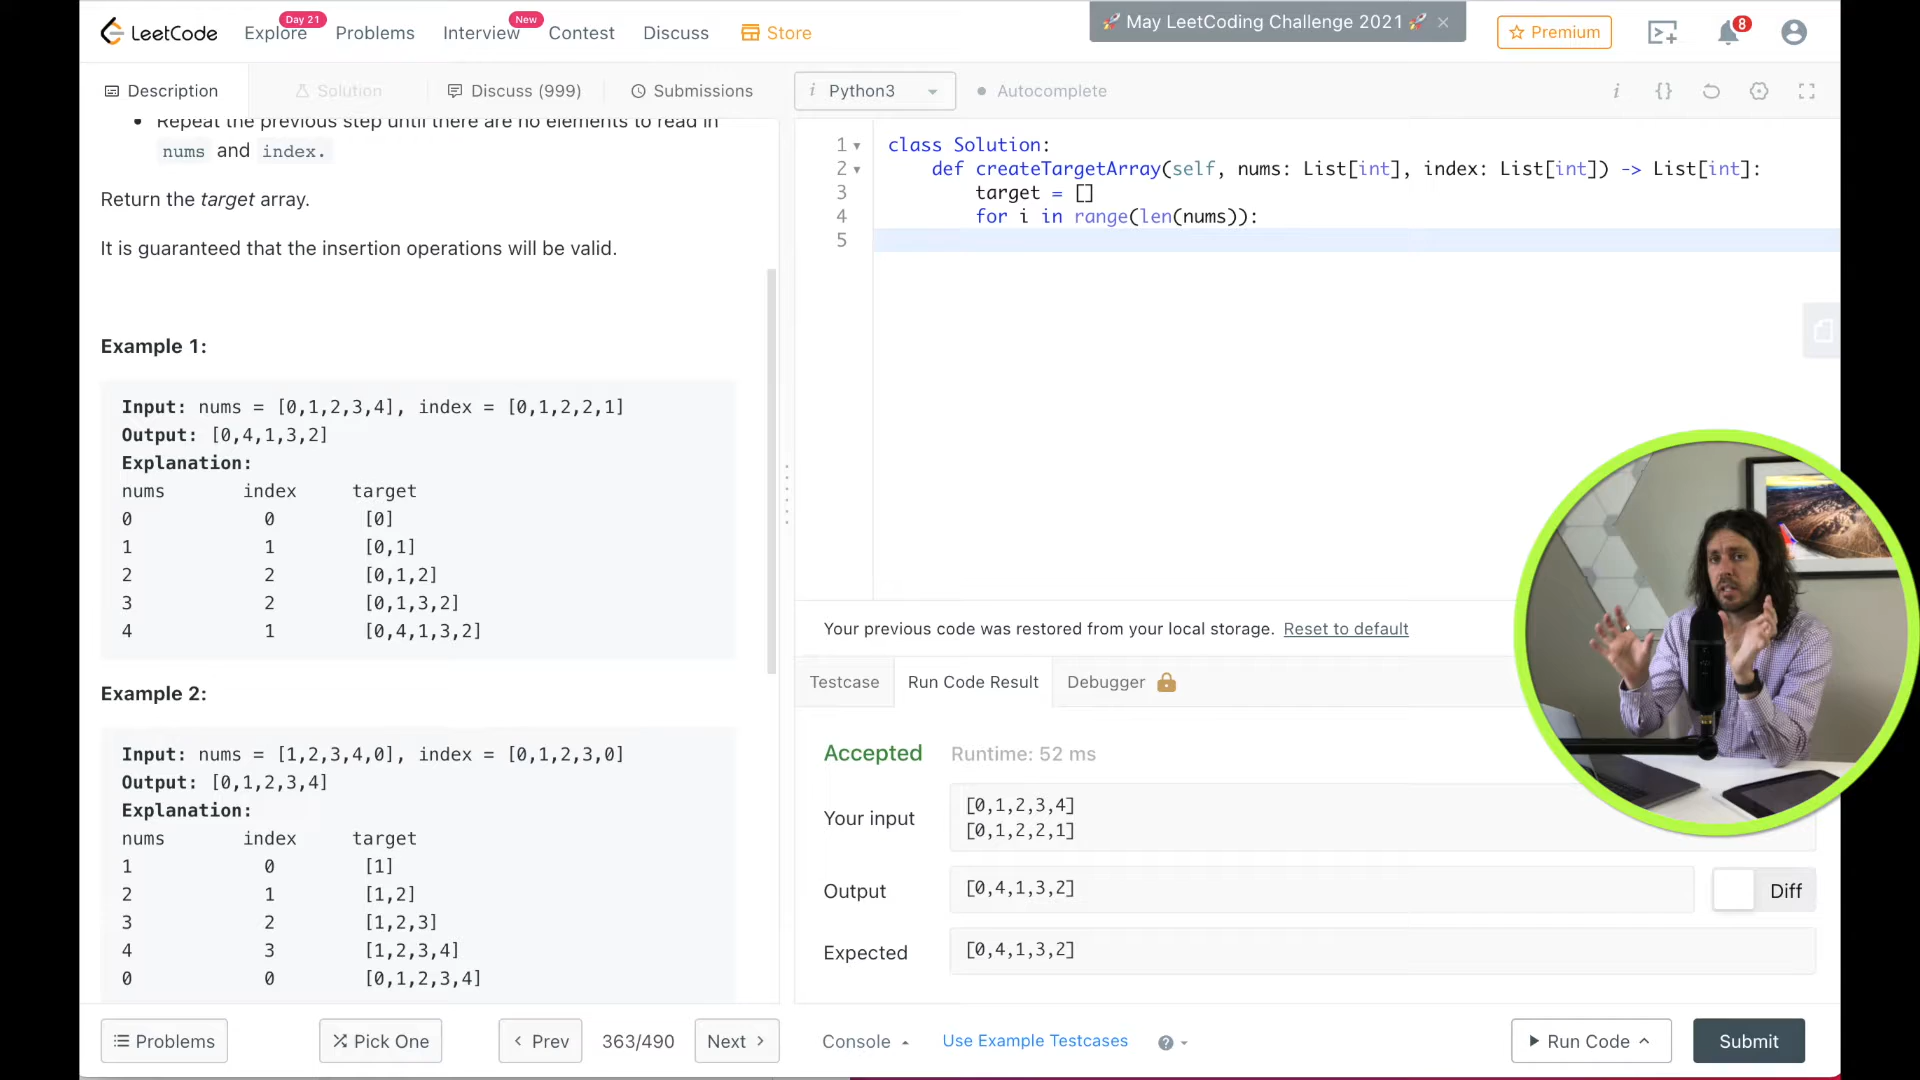 LeetCode
Explore
Day 21
Problems
Interview
New
Contest
Discuss
Store
🚀 May LeetCoding Challenge 2021 🚀 ×
Premium
8
Description
Solution
Discuss (999)
Submissions
i Python3
Autocomplete
i {}
• Repeat the previous step until there are no elements to read in
nums and index.
Return the target array.
It is guaranteed that the insertion operations will be valid.
Example 1:
Input: nums = [0,1,2,3,4], index = [0,1,2,2,1]
Output: [0,4,1,3,2]
Explanation:
nums index target
0 0 [0]
1 1 [0,1]
2 2 [0,1,2]
3 2 [0,1,3,2]
4 1 [0,4,1,3,2]
Example 2:
Input: nums = [1,2,3,4,0], index = [0,1,2,3,0]
Output: [0,1,2,3,4]
Explanation:
nums index target
1 0 [1]
2 1 [1,2]
3 2 [1,2,3]
4 3 [1,2,3,4]
0 0 [0,1,2,3,4]
1 class Solution:
2 def createTargetArray(self, nums: List[int], index: List[int]) -> List[int]:
3 target = []
4 for i in range(len(nums)):
5
Your previous code was restored from your local storage. Reset to default
Testcase
Run Code Result
Debugger
Accepted Runtime: 52 ms
Your input
[0,1,2,3,4]
[0,1,2,2,1]
Output [0,4,1,3,2]
Diff
Expected [0,4,1,3,2]
Problems
Pick One
< Prev
363/490
Next >
Console
Use Example Testcases
?
Run Code
Submit